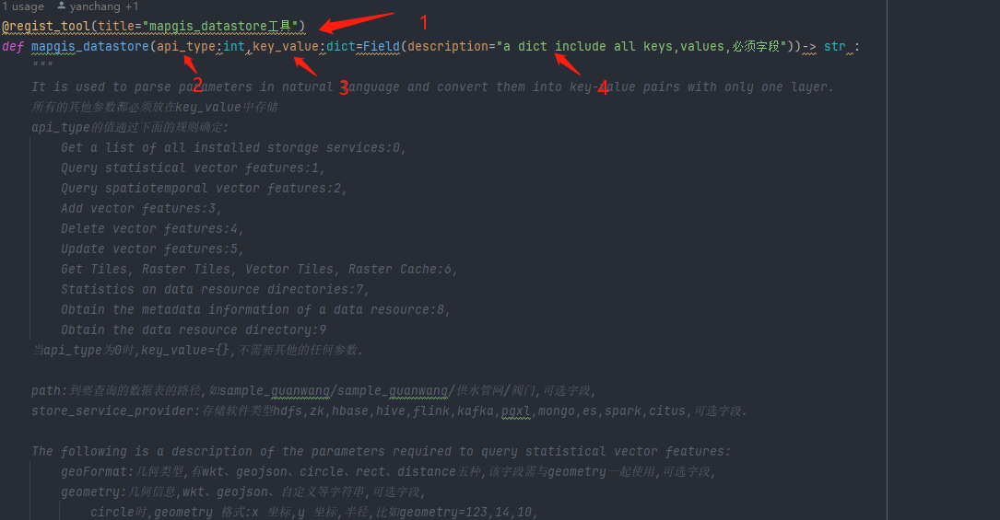 1 usage yanchang +1
@regist_tool(title="mapgis_datastore工具") 1
def mapgis_datastore(api_type:int,key_value:dict=Field(description="a dict include all keys,values,必须字段"))-> str :
""" 2 3 4
It is used to parse parameters in natural language and convert them into key-value pairs with only one layer.
所有的其他参数都必须放在key_value中存储
api_type的值通过下面的规则确定:
Get a list of all installed storage services:0,
Query statistical vector features:1,
Query spatiotemporal vector features:2,
Add vector features:3,
Delete vector features:4,
Update vector features:5,
Get Tiles, Raster Tiles, Vector Tiles, Raster Cache:6,
Statistics on data resource directories:7,
Obtain the metadata information of a data resource:8,
Obtain the data resource directory:9
当api_type为0时,key_value={},不需要其他的任何参数.
path:到要查询的数据表的路径,如sample_guanwang/sample_guanwang/供水管网/阀门,可选字段,
store_service_provider:存储软件类型hdfs,zk,hbase,hive,flink,kafka,pgxl,mongo,es,spark,citus,可选字段.
The following is a description of the parameters required to query statistical vector features:
geoFormat:几何类型,有wkt、geojson、circle、rect、distance五种,该字段需与geometry一起使用,可选字段,
geometry:几何信息,wkt、geojson、自定义等字符串,可选字段,
circle时,geometry 格式:x 坐标,y 坐标,半径,比如geometry=123,14,10,